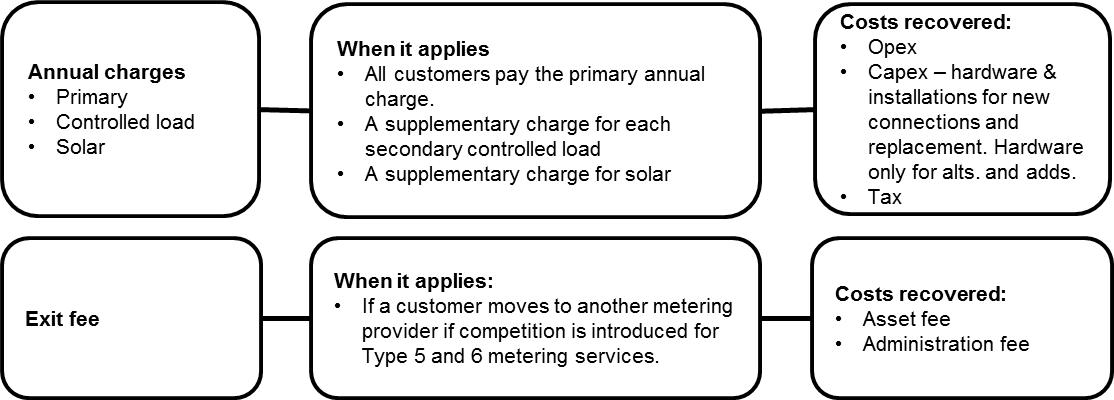 Annual charges
• Primary
• Controlled load
• Solar
When it applies
• All customers pay the primary annual
charge.
• A supplementary charge for each
secondary controlled load
• A supplementary charge for solar
Costs recovered:
• Opex
• Capex – hardware &
installations for new
connections and
replacement. Hardware
only for alts. and adds.
• Tax
Exit fee
When it applies:
• If a customer moves to another metering
provider if competition is introduced for
Type 5 and 6 metering services.
Costs recovered:
• Asset fee
• Administration fee